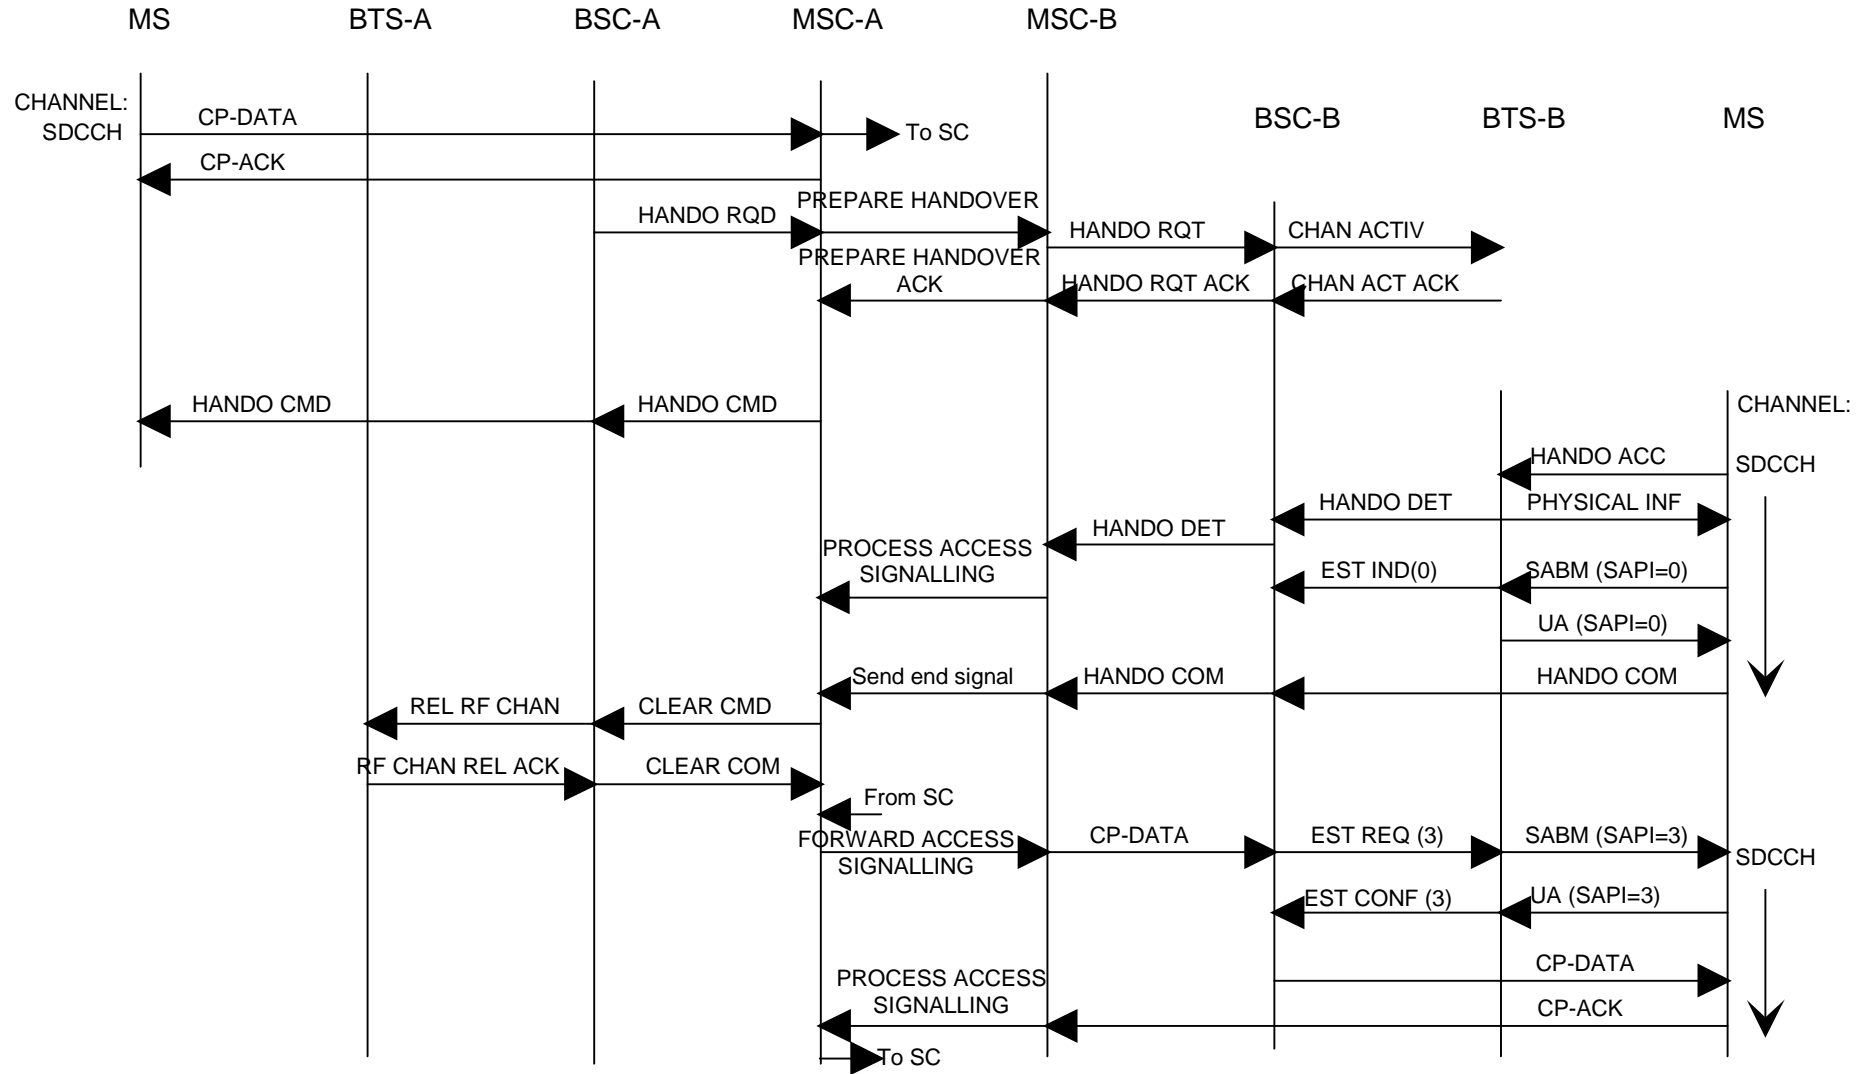 MS BTS-A BSC-A MSC-A MSC-B
CHANNEL:
SDCCH
BSC-B BTS-B MS
CP-DATA
To SC
CP-ACK
PREPARE HANDOVER
HANDO RQD
HANDO RQT
CHAN ACTIV
PREPARE HANDOVER
ACK
HANDO RQT ACK
CHAN ACT ACK
HANDO CMD
HANDO CMD
CHANNEL:
HANDO ACC
SDCCH
HANDO DET
PHYSICAL INF
HANDO DET
PROCESS ACCESS
SIGNALLING
EST IND(0)
SABM (SAPI=0)
UA (SAPI=0)
Send end signal
HANDO COM
HANDO COM
REL RF CHAN
CLEAR CMD
RF CHAN REL ACK
CLEAR COM
From SC
FORWARD ACCESS
SIGNALLING
CP-DATA
EST REQ (3)
SABM (SAPI=3)
SDCCH
EST CONF (3)
UA (SAPI=3)
CP-DATA
PROCESS ACCESS
SIGNALLING
CP-ACK
To SC